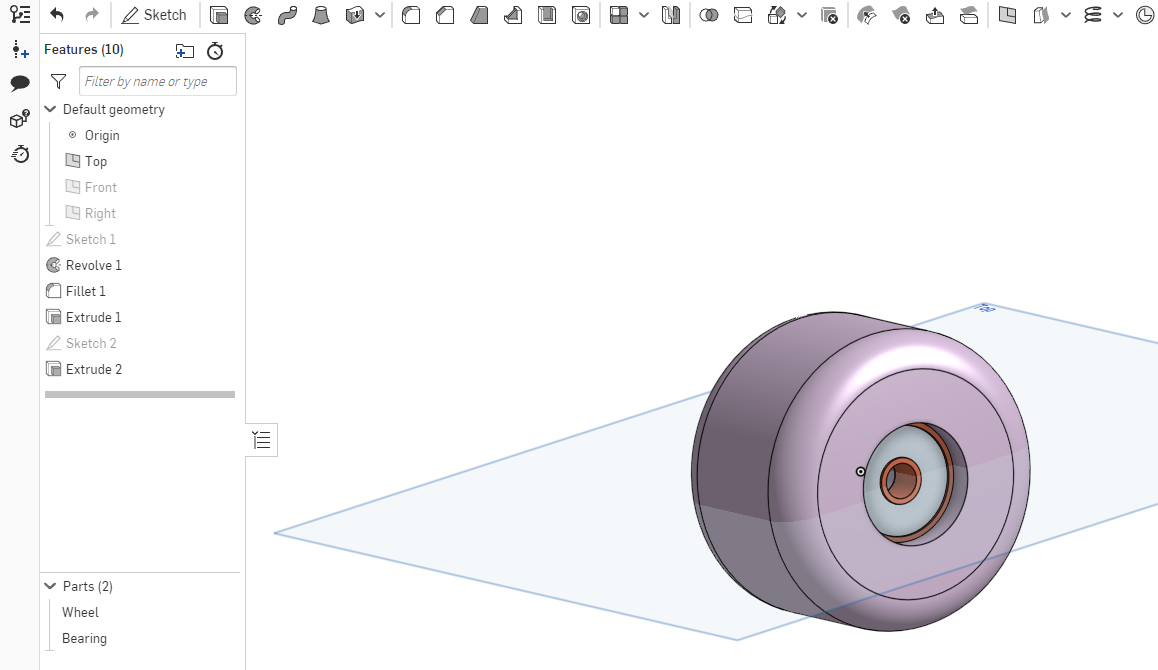 Sketch
Features (10)
Filter by name or type
Default geometry
Origin
Top
Front
Right
Sketch 1
Revolve 1
Fillet 1
Extrude 1
Sketch 2
Extrude 2
Top
Parts (2)
Wheel
Bearing